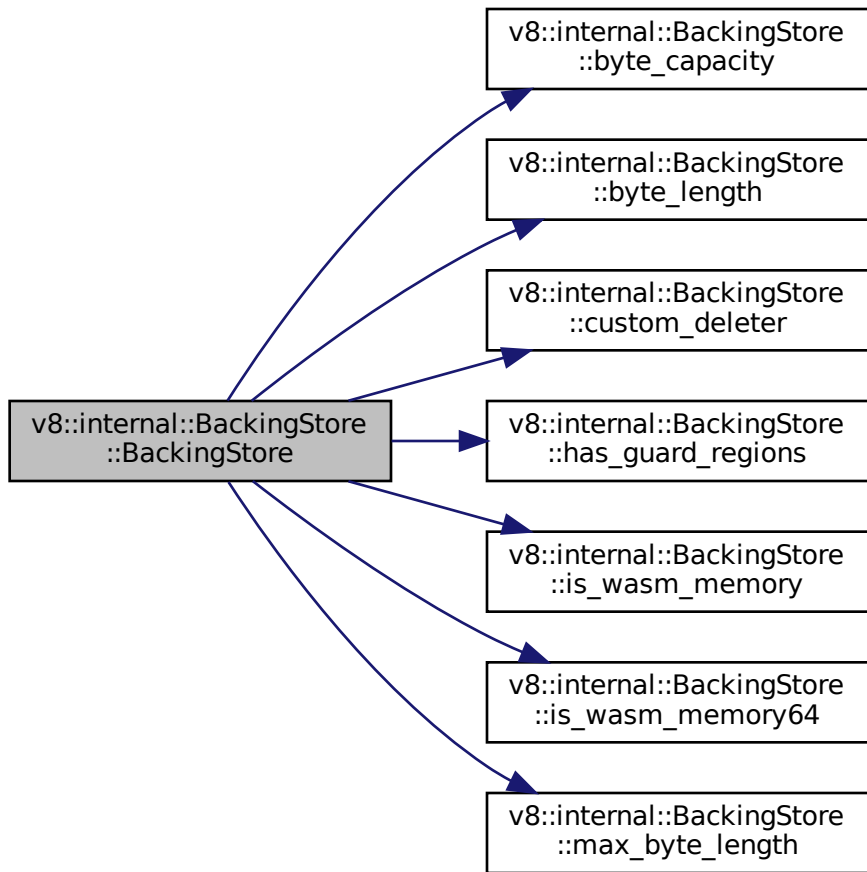 v8::internal::BackingStore
::byte_capacity
v8::internal::BackingStore
::byte_length
v8::internal::BackingStore
::custom_deleter
v8::internal::BackingStore
::BackingStore
v8::internal::BackingStore
::has_guard_regions
v8::internal::BackingStore
::is_wasm_memory
v8::internal::BackingStore
::is_wasm_memory64
v8::internal::BackingStore
::max_byte_length